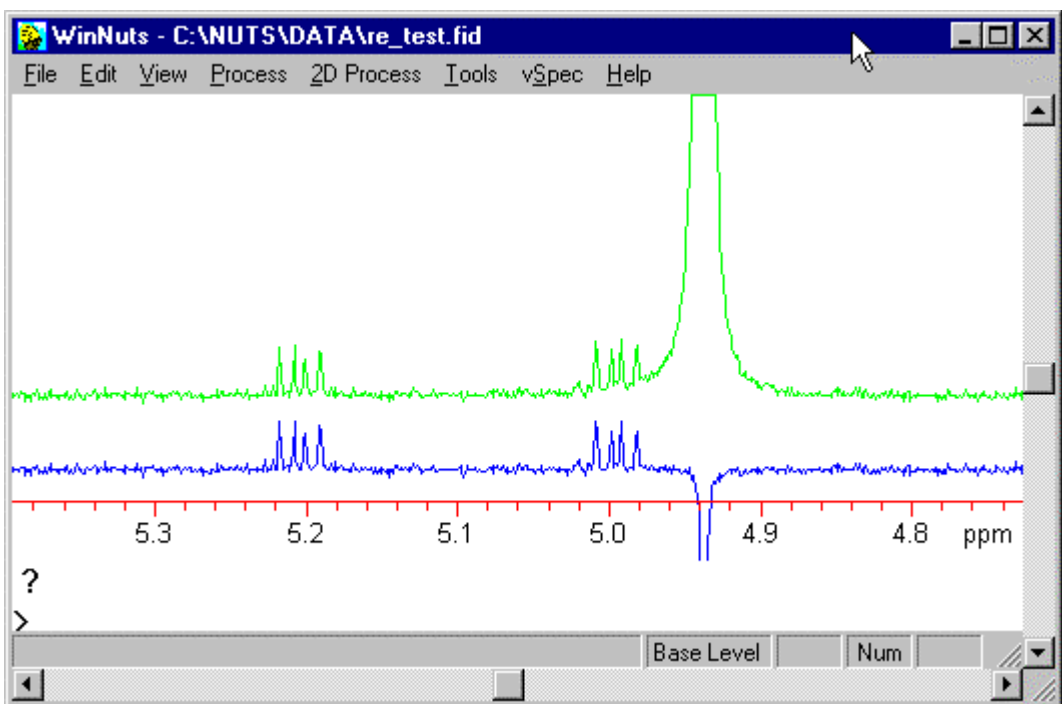 WinNuts - C:\NUTS\DATA\re_test.fid
File Edit View Process 2D Process Tools vSpec Help
5.3 5.2 5.1 5.0 4.9 4.8 ppm
?
>
Base Level Num